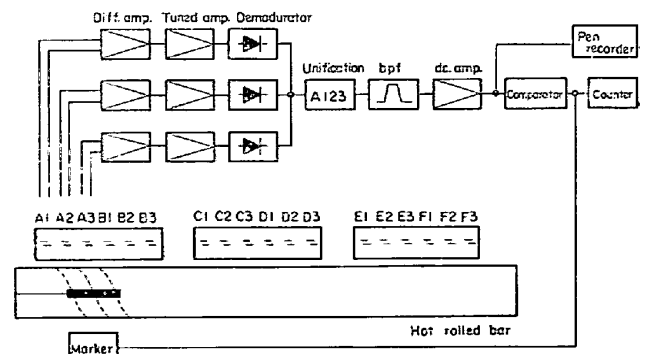 Diff. amp. Tuned amp. Demodurator
Pen recorder
Unification bpf dc. amp.
A123
Comparator
Counter
A1 A2 A3 B1 B2 B3
C1 C2 C3 D1 D2 D3
E1 E2 E3 F1 F2 F3
Hot rolled bar
Marker